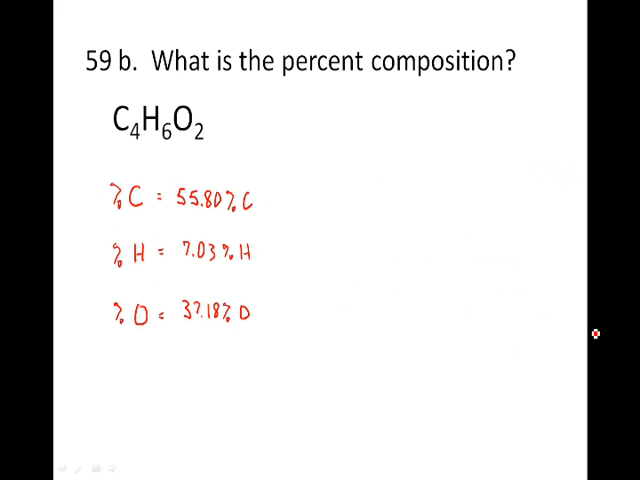 59 b. What is the percent composition?
C₄H₆O₂
% C = 55.80% C
% H = 7.03% H
% O = 37.18% O